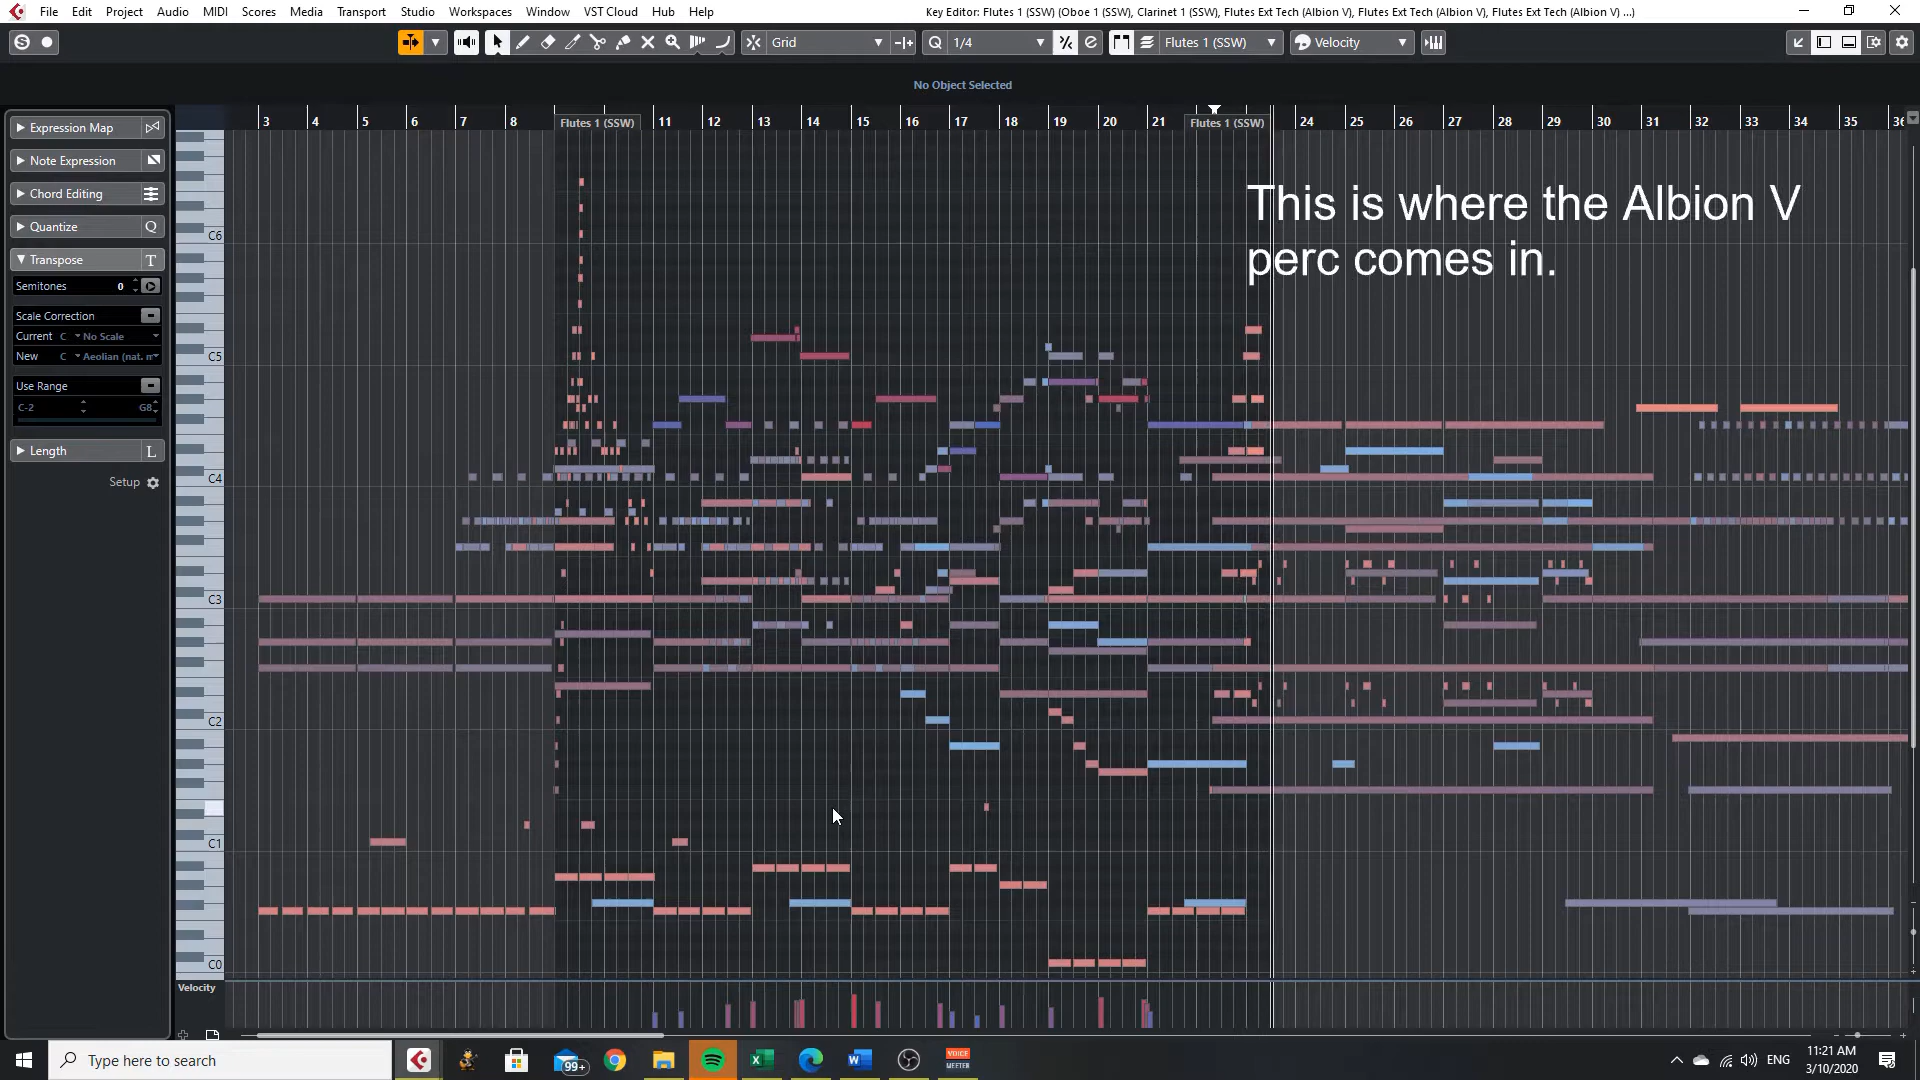 File Edit Project Audio MIDI Scores Media Transport Studio Workspaces Window VST Cloud Hub Help
Key Editor: Flutes 1 (SSW) (Oboe 1 (SSW), Clarinet 1 (SSW), Flutes Ext Tech (Albion V), Flutes Ext Tech (Albion V), Flutes Ext Tech (Albion V) ...)
S Grid Q 1/4 Flutes 1 (SSW) Velocity
No Object Selected
3 4 5 6 7 8 Flutes 1 (SSW) 11 12 13 14 15 16 17 18 19 20 21 Flutes 1 (SSW) 24 25 26 27 28 29 30 31 32 33 34 35 36
Expression Map
Note Expression
Chord Editing
Quantize Q
Transpose T
Semitones 0
Scale Correction
Current C No Scale
New C Aeolian (nat. m
Use Range
C-2 G8
Length L
Setup
This is where the Albion V
perc comes in.
C6
C5
C4
C3
C2
C1
C0
Velocity
Type here to search
99+
VOICE
MEETER
ENG
11:21 AM
3/10/2020